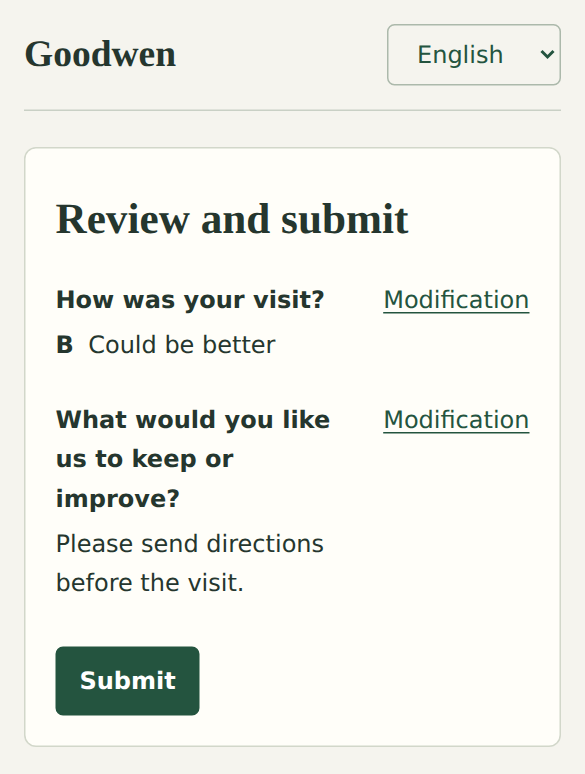 Goodwen
English
Review and submit
How was your visit?
Modification
B Could be better
What would you like
us to keep or
improve?
Modification
Please send directions
before the visit.
Submit